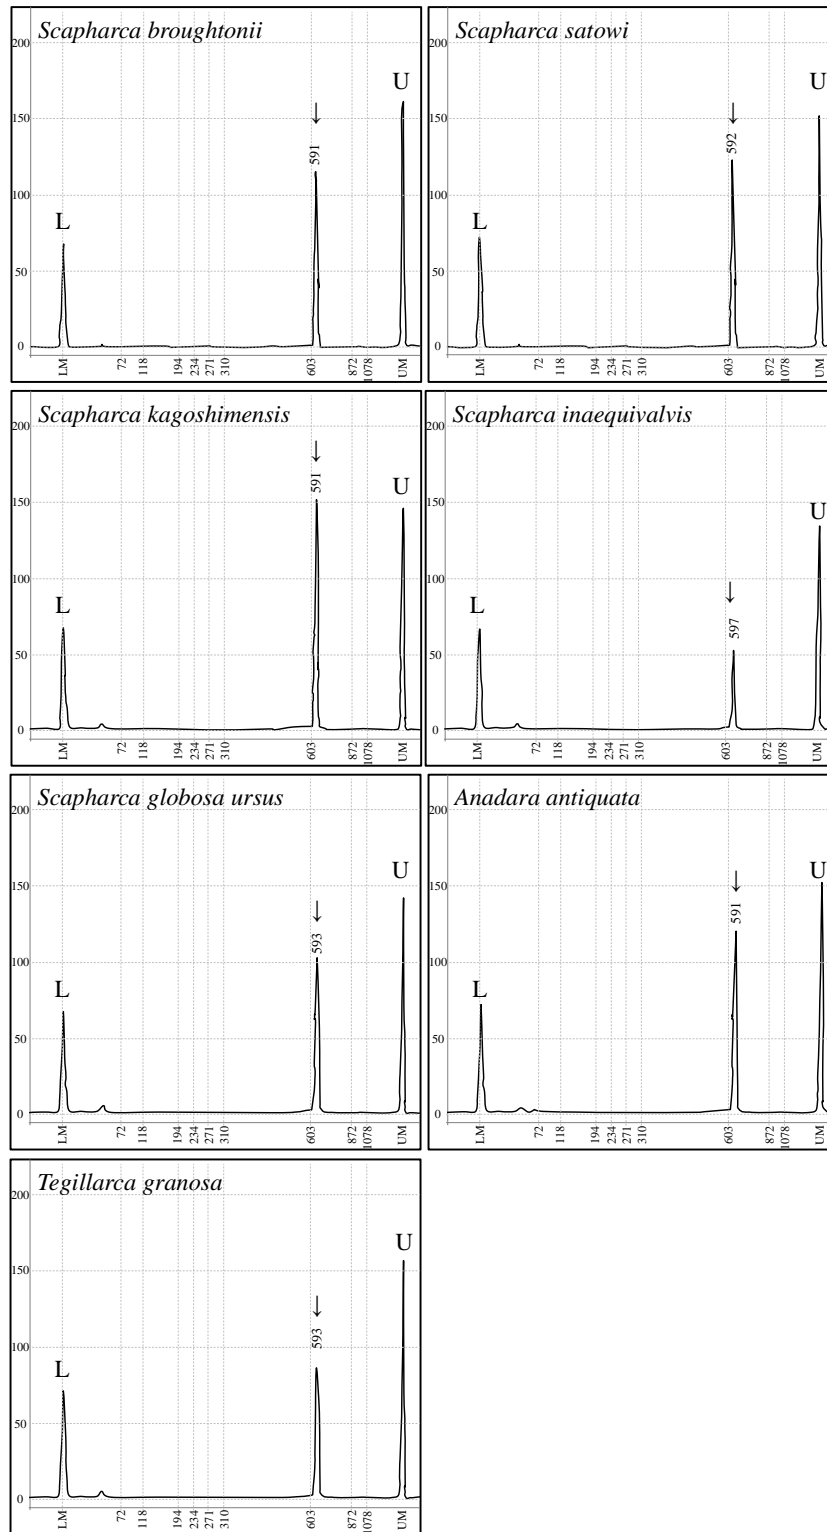 Scapharca broughtonii
200
150
100
50
0
L
↓
591
U
LM 72 118 194 234 271 310 603 872 1078 UM
Scapharca satowi
L
↓
592
U
LM 72 118 194 234 271 310 603 872 1078 UM
Scapharca kagoshimensis
200
150
100
50
0
L
↓
591
U
LM 72 118 194 234 271 310 603 872 1078 UM
Scapharca inaequivalvis
200
150
100
50
0
L
↓
597
U
LM 72 118 194 234 271 310 603 872 1078 UM
Scapharca globosa ursus
200
150
100
50
0
L
↓
593
U
LM 72 118 194 234 271 310 603 872 1078 UM
Anadara antiquata
200
150
100
50
0
L
↓
591
U
LM 72 118 194 234 271 310 603 872 1078 UM
Tegillarca granosa
200
150
100
50
0
L
↓
593
U
LM 72 118 194 234 271 310 603 872 1078 UM